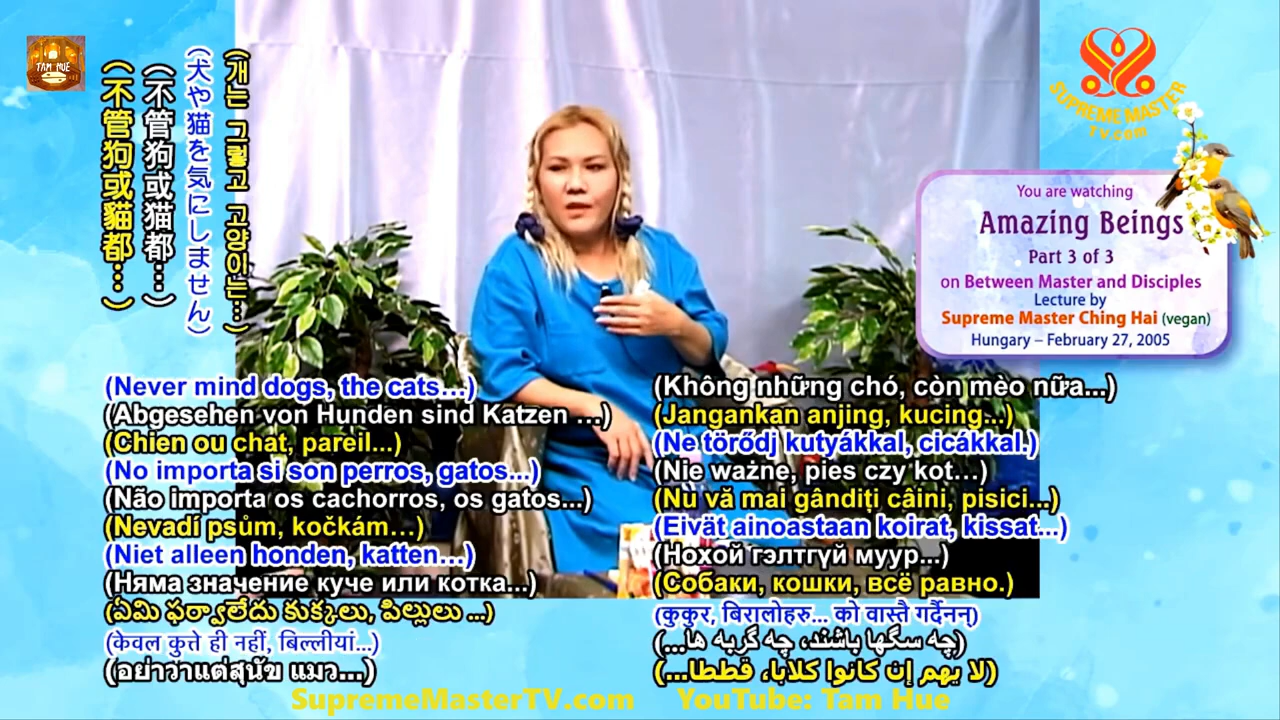 TAM HUE
(개는 그렇고 고양이는...)
(犬や猫を気にしません)
(不管狗或猫都…)
(不管狗或貓都…)
SUPREME MASTER
TV.com
You are watching
Amazing Beings
Part 3 of 3
on Between Master and Disciples
Lecture by
Supreme Master Ching Hai (vegan)
Hungary – February 27, 2005
(Never mind dogs, the cats…)
(Abgesehen von Hunden sind Katzen …)
(Chien ou chat, pareil...)
(No importa si son perros, gatos...)
(Não importa os cachorros, os gatos...)
(Nevadí psům, kočkám…)
(Niet alleen honden, katten…)
(Няма значение куче или котка...)
(ఏమి ఫర్వాలేదు కుక్కలు, పిల్లులు ...)
(केवल कुत्ते ही नहीं, बिल्लीयां...)
(อย่าว่าแต่สุนัข แมว...)
(Không những chó, còn mèo nữa...)
(Jangankan anjing, kucing...)
(Ne törődj kutyákkal, cicákkal.)
(Nie ważne, pies czy kot…)
(Nu vă mai gândiți câini, pisici...)
(Eivät ainoastaan koirat, kissat...)
(Нохой гэлтгүй муур...)
(Собаки, кошки, всё равно.)
(कुकुर, बिरालोहरु... को वास्तै गर्दैनन्)
(چه سگها باشند، چه گربه ها...)
(لا يهم إن كانوا كلابا، قططا...)
SupremeMasterTV.com
YouTube: Tam Hue